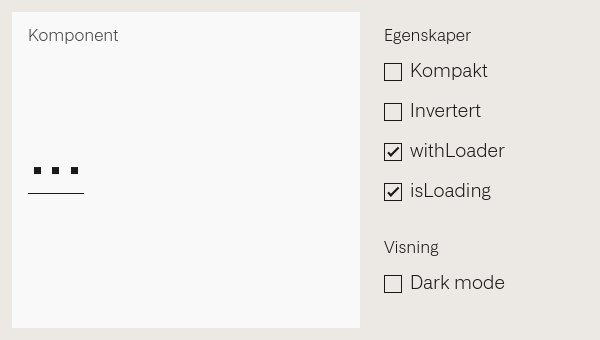 Komponent
Egenskaper
Kompakt
Invertert
withLoader
isLoading
Visning
Dark mode